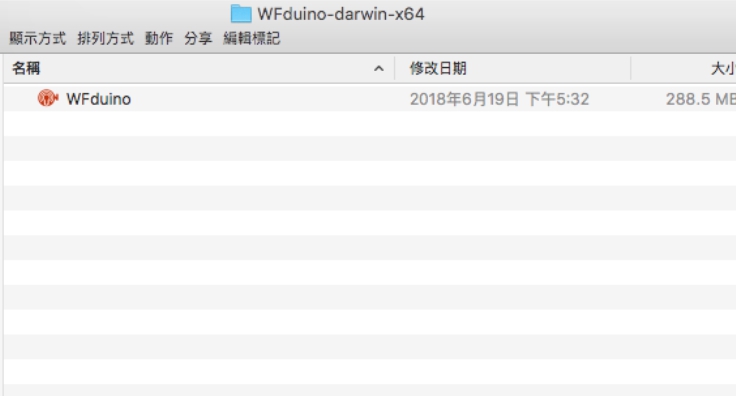 WFduino-darwin-x64
顯示方式 排列方式 動作 分享 編輯標記
名稱 修改日期 大小
WFduino 2018年6月19日 下午5:32 288.5 MB